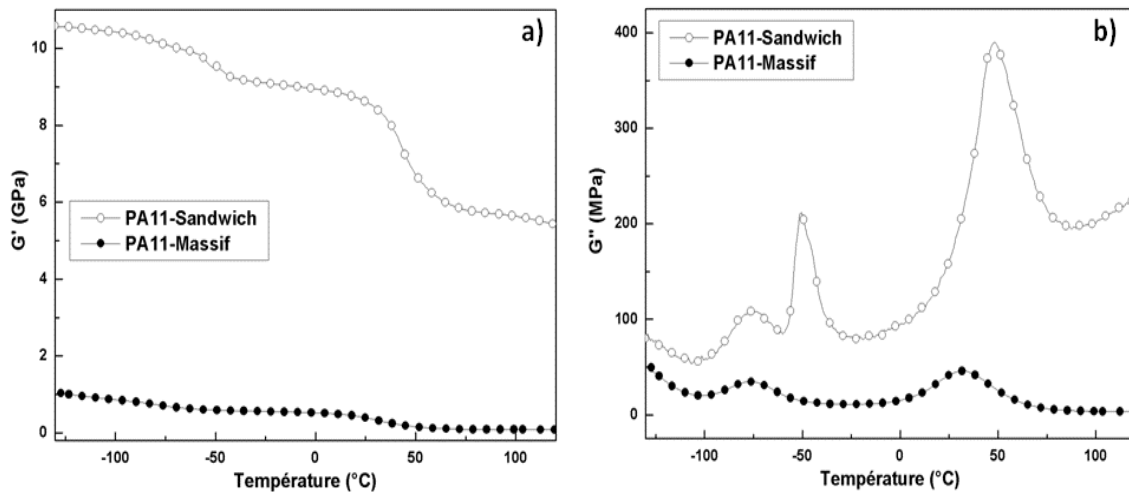 a)
PA11-Sandwich
PA11-Massif
G' (GPa)
10
8
6
4
2
0
-100
-50
0
50
100
Température (°C)
b)
PA11-Sandwich
PA11-Massif
G" (MPa)
400
300
200
100
0
-100
-50
0
50
100
Température (°C)